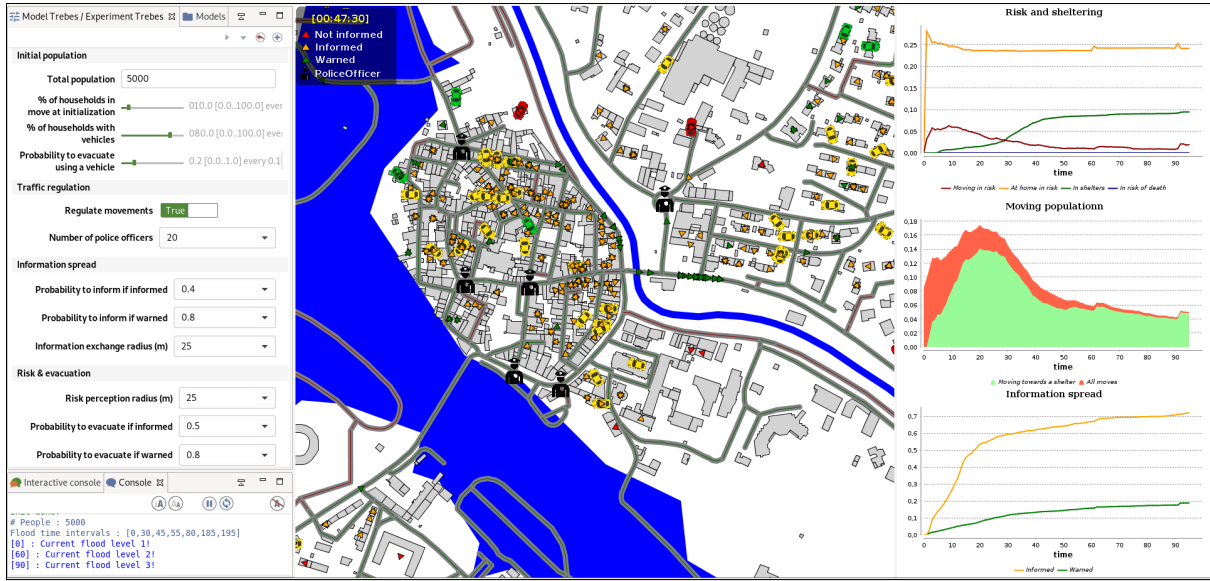 Model Trebes / Experiment Trebes
Models
Initial population
Total population 5000
% of households in
move at initialization
010.0 [0.0..100.0] ever
% of households with
vehicles
080.0 [0.0..100.0] ever
Probability to evacuate
using a vehicle
0.2 [0.0..1.0] every 0.1
Traffic regulation
Regulate movements True
Number of police officers 20
Information spread
Probability to inform if informed 0.4
Probability to inform if warned 0.8
Information exchange radius (m) 25
Risk & evacuation
Risk perception radius (m) 25
Probability to evacuate if informed 0.5
Probability to evacuate if warned 0.8
Interactive console
Console
# People : 5000
Flood time intervals : [0,30,45,55,80,185,195]
[0] : Current flood level 1!
[60] : Current flood level 2!
[90] : Current flood level 3!
[00:47:30]
Not informed
Informed
Warned
PoliceOfficer
Risk and sheltering
0,25
0,20
0,15
0,10
0,05
0,00
0 10 20 30 40 50 60 70 80 90
time
Moving in risk At home in risk In shelters In risk of death
Moving populationn
0,18
0,16
0,14
0,12
0,10
0,08
0,06
0,04
0,02
0,00
0 10 20 30 40 50 60 70 80 90
time
Moving towards a shelter All moves
Information spread
0,7
0,6
0,5
0,4
0,3
0,2
0,1
0,0
0 10 20 30 40 50 60 70 80 90
time
Informed Warned